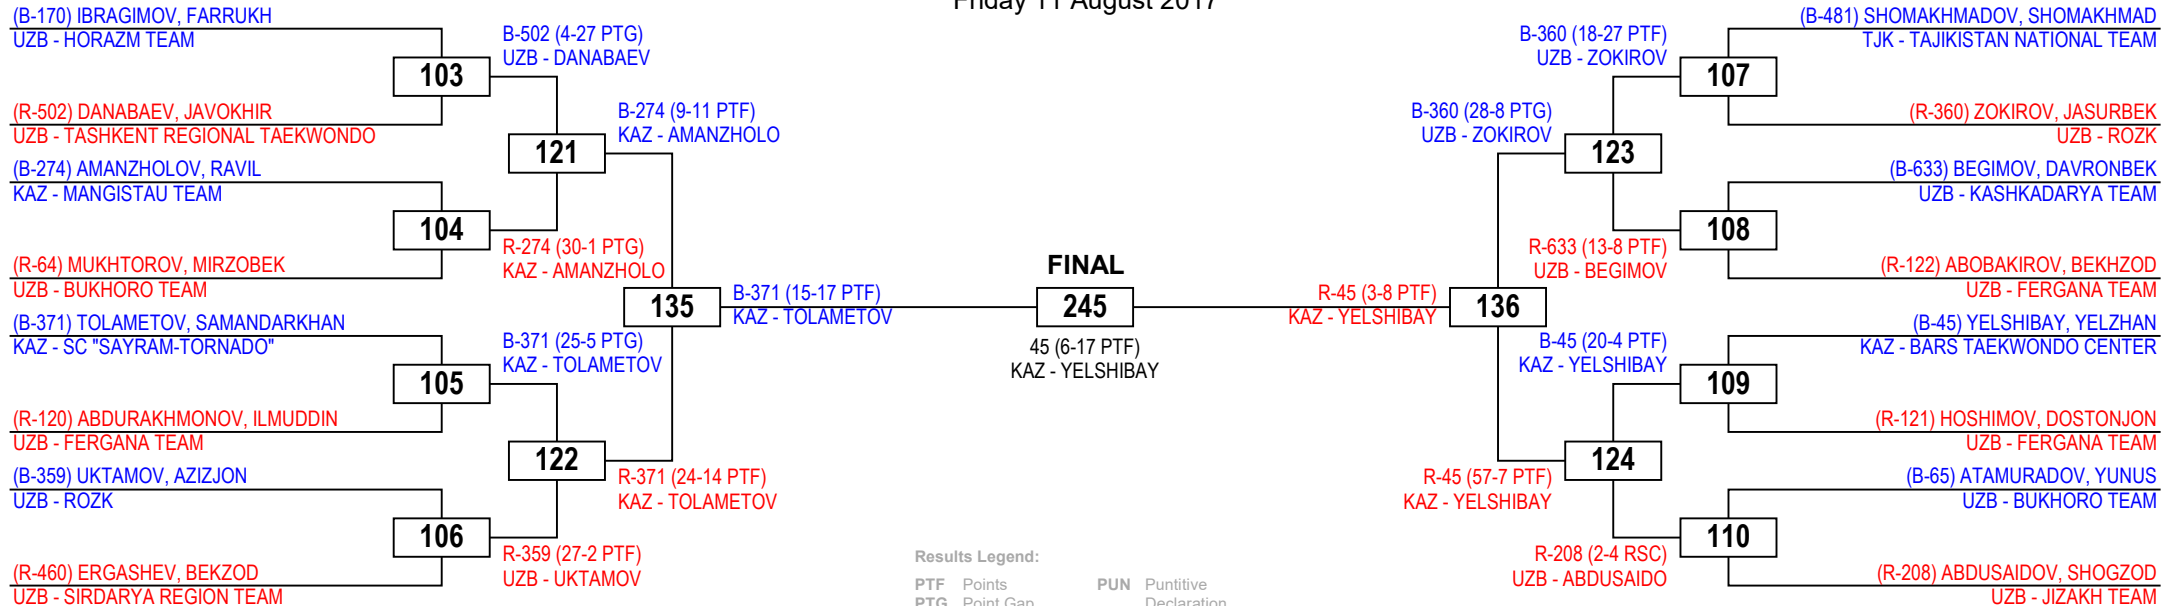 Friday 11 August 2017
(B-170) IBRAGIMOV, FARRUKH
UZB - HORAZM TEAM
103
(R-502) DANABAEV, JAVOKHIR
UZB - TASHKENT REGIONAL TAEKWONDO
(B-274) AMANZHOLOV, RAVIL
KAZ - MANGISTAU TEAM
104
(R-64) MUKHTOROV, MIRZOBEK
UZB - BUKHORO TEAM
(B-371) TOLAMETOV, SAMANDARKHAN
KAZ - SC "SAYRAM-TORNADO"
105
(R-120) ABDURAKHMONOV, ILMUDDIN
UZB - FERGANA TEAM
(B-359) UKTAMOV, AZIZJON
UZB - ROZK
106
(R-460) ERGASHEV, BEKZOD
UZB - SIRDARYA REGION TEAM
B-502 (4-27 PTG)
UZB - DANABAEV
121
R-274 (30-1 PTG)
KAZ - AMANZHOLO
B-371 (25-5 PTG)
KAZ - TOLAMETOV
122
R-359 (27-2 PTF)
UZB - UKTAMOV
B-274 (9-11 PTF)
KAZ - AMANZHOLO
135
R-371 (24-14 PTF)
KAZ - TOLAMETOV
B-371 (15-17 PTF)
KAZ - TOLAMETOV
FINAL
245
45 (6-17 PTF)
KAZ - YELSHIBAY
R-45 (3-8 PTF)
KAZ - YELSHIBAY
B-360 (28-8 PTG)
UZB - ZOKIROV
136
R-45 (57-7 PTF)
KAZ - YELSHIBAY
B-360 (18-27 PTF)
UZB - ZOKIROV
123
R-633 (13-8 PTF)
UZB - BEGIMOV
B-45 (20-4 PTF)
KAZ - YELSHIBAY
124
R-208 (2-4 RSC)
UZB - ABDUSAIDO
(B-481) SHOMAKHMADOV, SHOMAKHMAD
TJK - TAJIKISTAN NATIONAL TEAM
107
(R-360) ZOKIROV, JASURBEK
UZB - ROZK
(B-633) BEGIMOV, DAVRONBEK
UZB - KASHKADARYA TEAM
108
(R-122) ABOBAKIROV, BEKHZOD
UZB - FERGANA TEAM
(B-45) YELSHIBAY, YELZHAN
KAZ - BARS TAEKWONDO CENTER
109
(R-121) HOSHIMOV, DOSTONJON
UZB - FERGANA TEAM
(B-65) ATAMURADOV, YUNUS
UZB - BUKHORO TEAM
110
(R-208) ABDUSAIDOV, SHOGZOD
UZB - JIZAKH TEAM
Results Legend:
PTF Points PUN Puntitive
PTG Point Gap Declaration